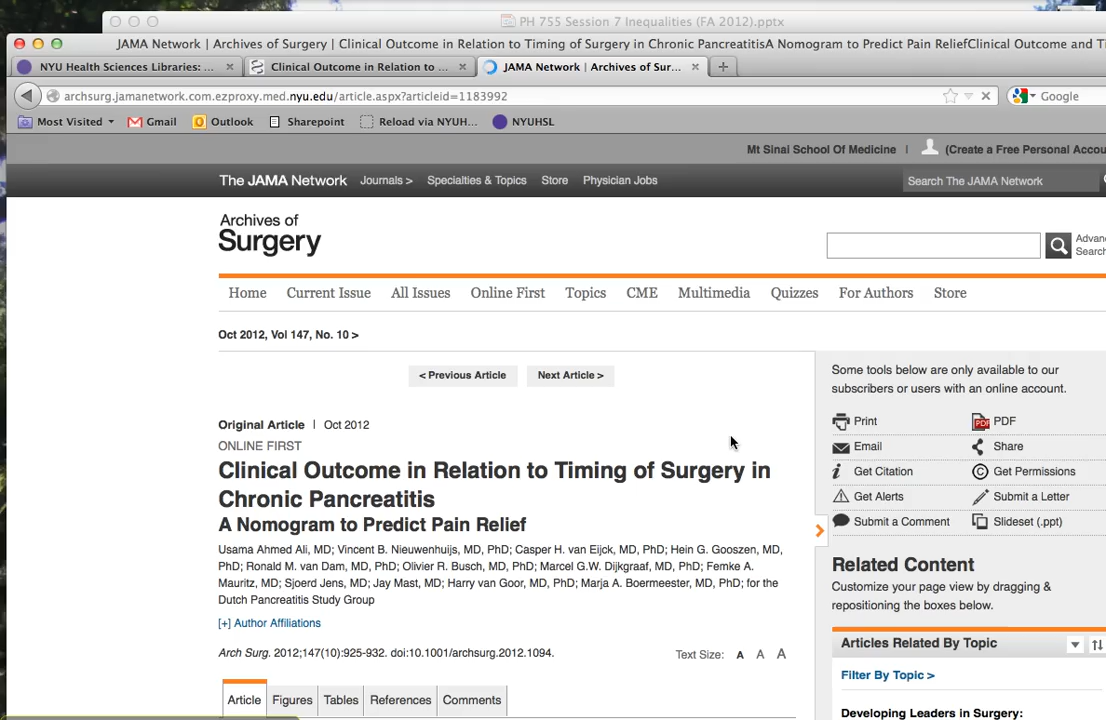 PH 755 Session 7 Inequalities (FA 2012).pptx
JAMA Network | Archives of Surgery | Clinical Outcome in Relation to Timing of Surgery in Chronic PancreatitisA Nomogram to Predict Pain ReliefClinical Outcome and T
NYU Health Sciences Libraries: ... × Clinical Outcome in Relation to ... × JAMA Network | Archives of Sur... × +
archsurg.jamanetwork.com.ezproxy.med.nyu.edu/article.aspx?articleid=1183992 Google
Most Visited Gmail Outlook Sharepoint Reload via NYUH... NYUHSL
Mt Sinai School Of Medicine | (Create a Free Personal Accou
The JAMA Network Journals > Specialties & Topics Store Physician Jobs Search The JAMA Network
Archives of
Surgery
Advan
Search
Home Current Issue All Issues Online First Topics CME Multimedia Quizzes For Authors Store
Oct 2012, Vol 147, No. 10 >
< Previous Article Next Article >
Original Article | Oct 2012
ONLINE FIRST
Clinical Outcome in Relation to Timing of Surgery in
Chronic Pancreatitis
A Nomogram to Predict Pain Relief
Usama Ahmed Ali, MD; Vincent B. Nieuwenhuijs, MD, PhD; Casper H. van Eijck, MD, PhD; Hein G. Gooszen, MD,
PhD; Ronald M. van Dam, MD, PhD; Olivier R. Busch, MD, PhD; Marcel G.W. Dijkgraaf, MD, PhD; Femke A.
Mauritz, MD; Sjoerd Jens, MD; Jay Mast, MD; Harry van Goor, MD, PhD; Marja A. Boermeester, MD, PhD; for the
Dutch Pancreatitis Study Group
[+] Author Affiliations
Arch Surg. 2012;147(10):925-932. doi:10.1001/archsurg.2012.1094.
Text Size: A A A
Article Figures Tables References Comments
Some tools below are only available to our
subscribers or users with an online account.
Print PDF
Email Share
Get Citation Get Permissions
Get Alerts Submit a Letter
Submit a Comment Slideset (.ppt)
Related Content
Customize your page view by dragging &
repositioning the boxes below.
Articles Related By Topic
Filter By Topic >
Developing Leaders in Surgery: